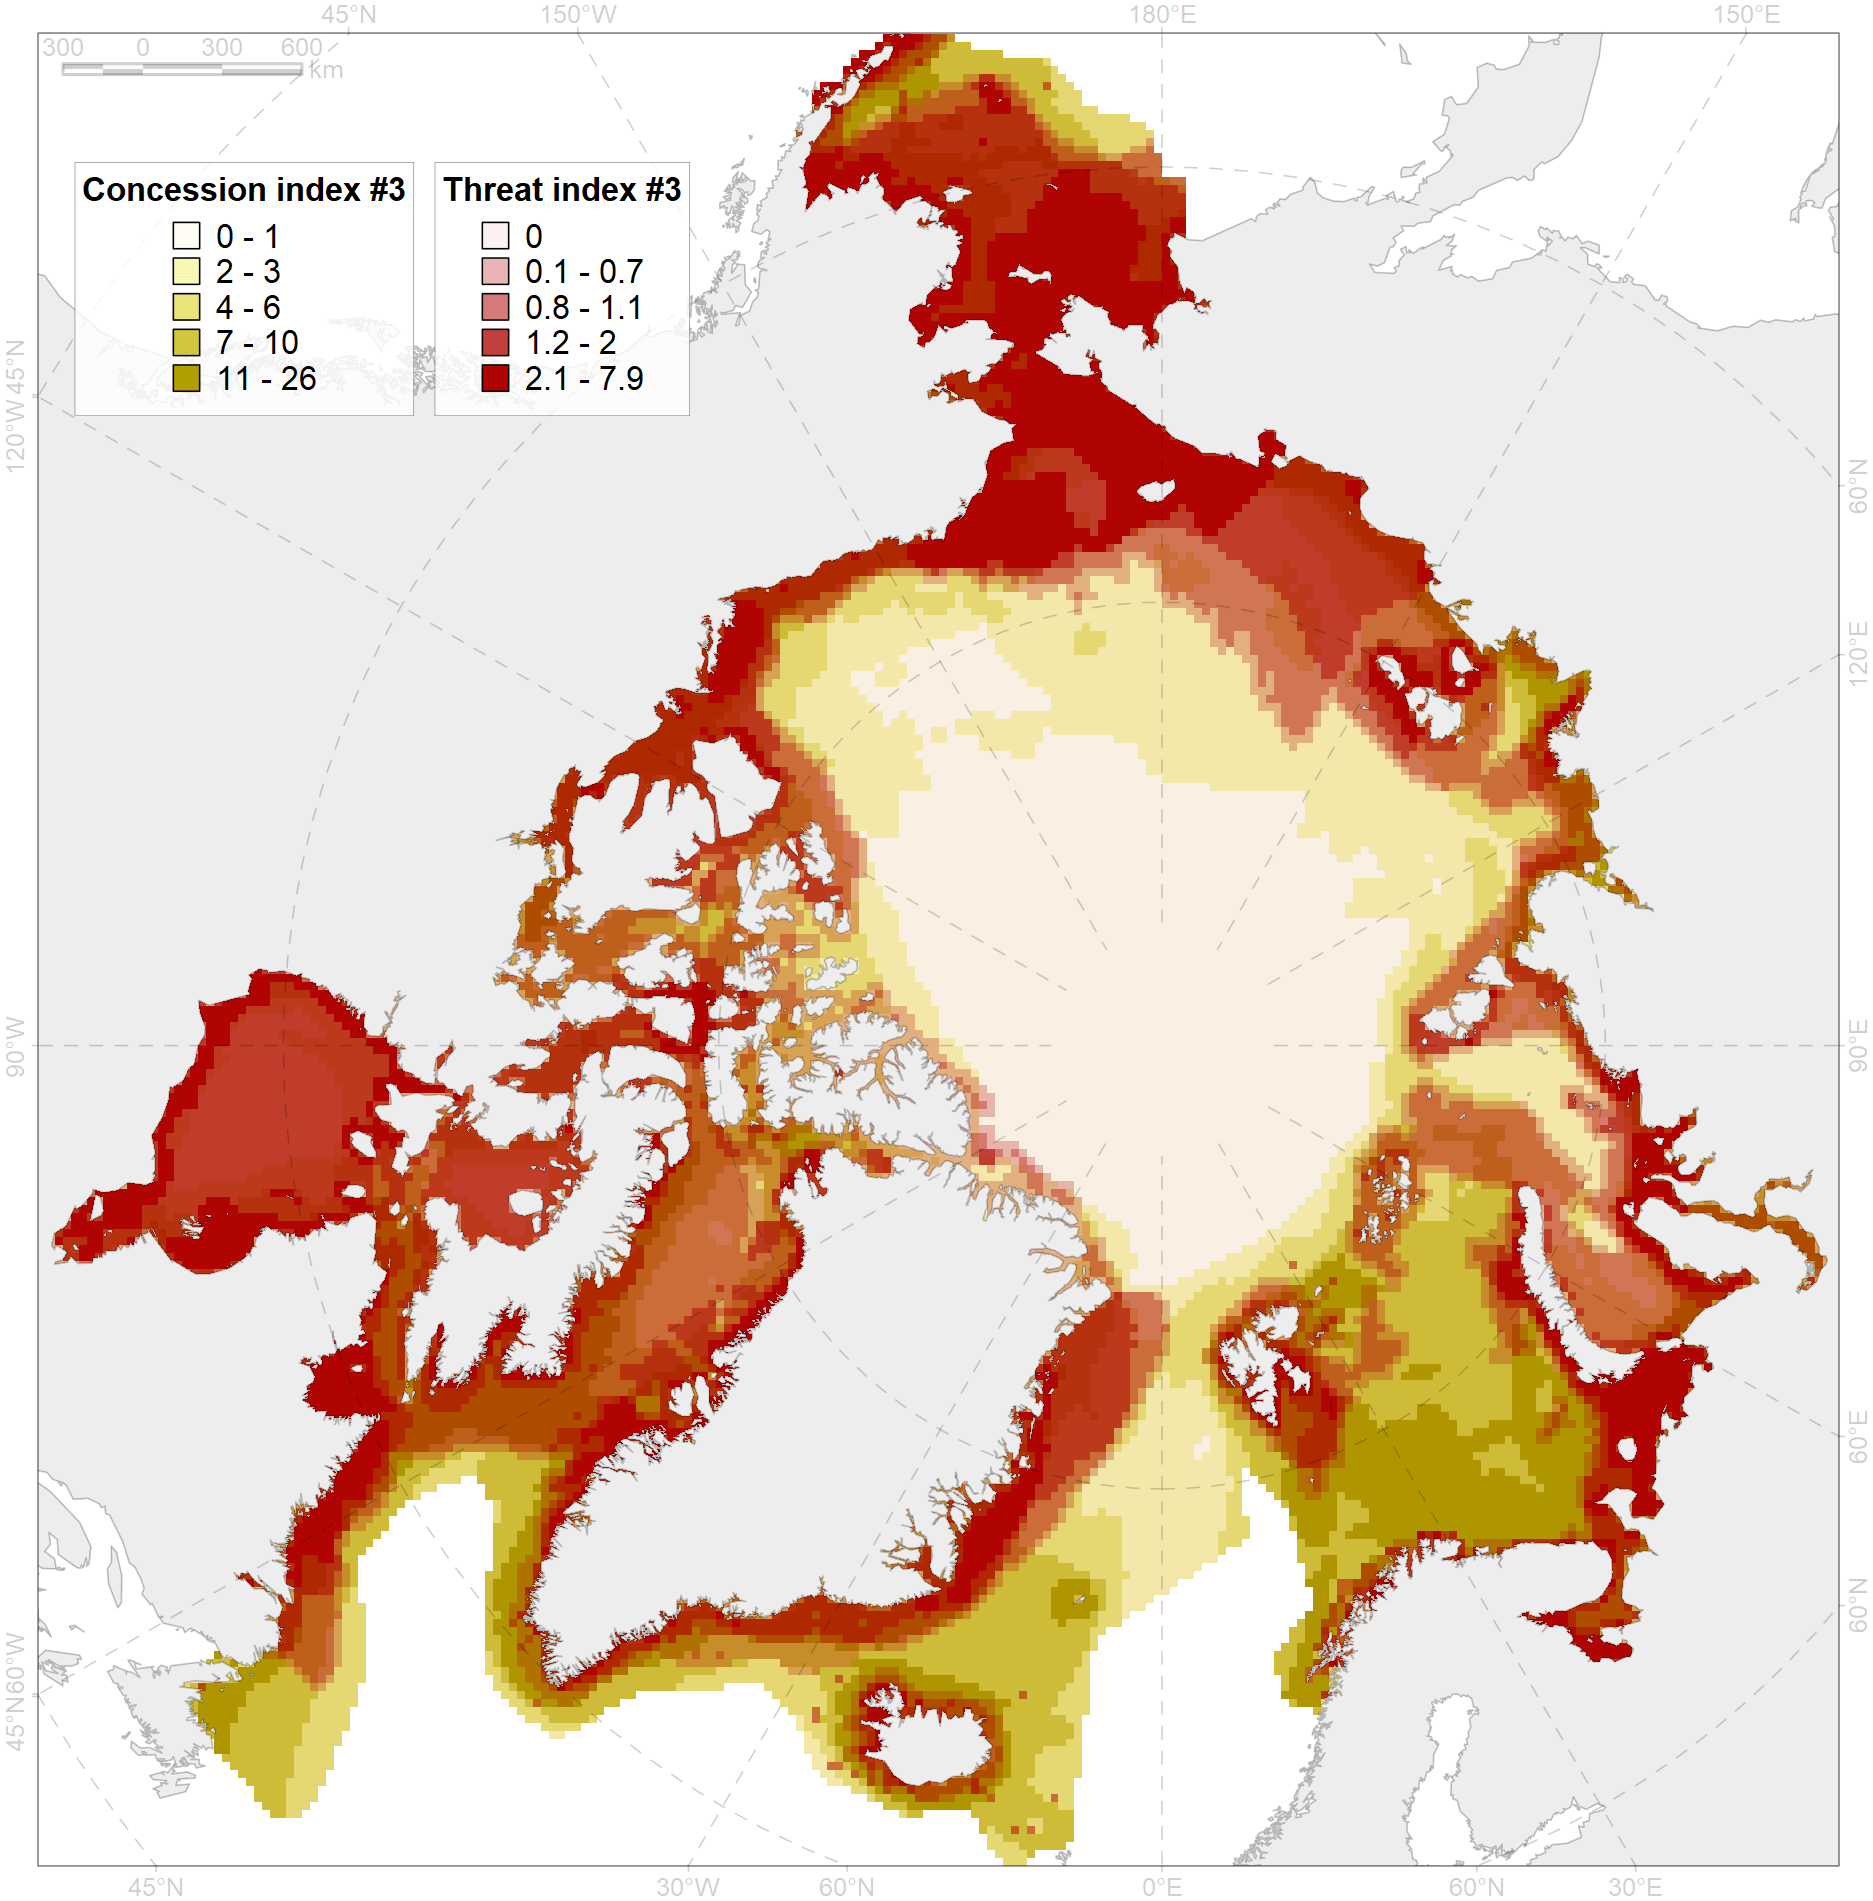 45°N 150°W 180°E 150°E
300 0 300 600
km
Concession index #3
0 - 1
2 - 3
4 - 6
7 - 10
11 - 26
Threat index #3
0
0.1 - 0.7
0.8 - 1.1
1.2 - 2
2.1 - 7.9
45°N
120°W
90°W
60°W
45°N
60°N
120°E
90°E
60°E
60°N
45°N 30°W 60°N 0°E 60°N 30°E